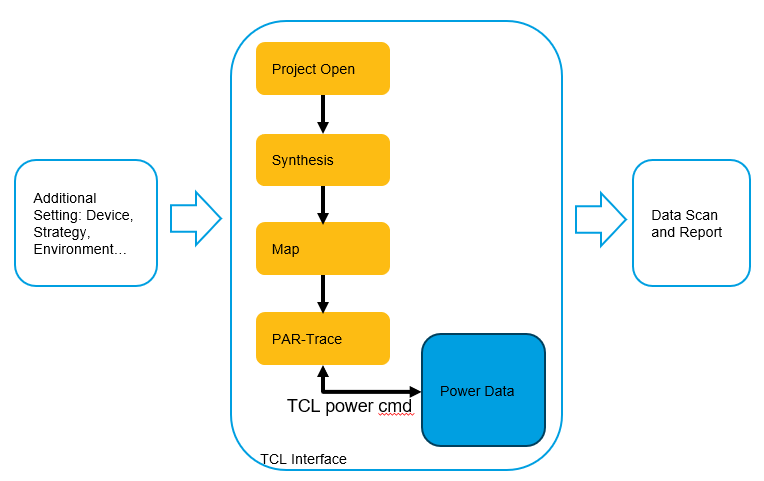 Project Open
Synthesis
Additional
Setting: Device,
Strategy,
Environment…
Data Scan
and Report
Map
PAR-Trace
Power Data
TCL power cmd
TCL Interface